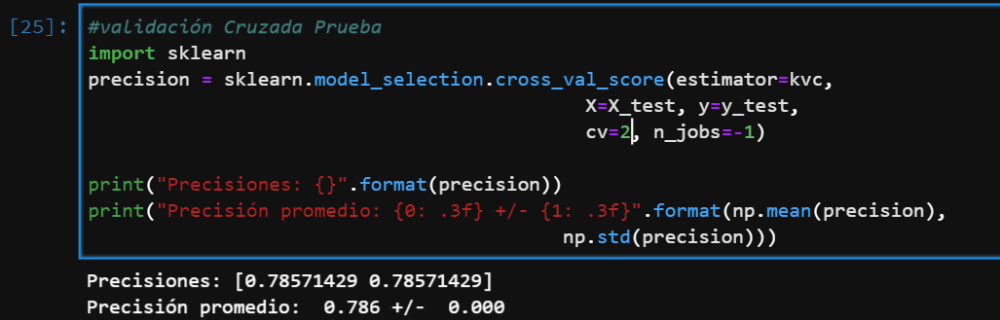 [25]: #validación Cruzada Prueba
import sklearn
precision = sklearn.model_selection.cross_val_score(estimator=kvc,
X=X_test, y=y_test,
cv=2, n_jobs=-1)
print("Precisiones: {}".format(precision))
print("Precisión promedio: {0: .3f} +/- {1: .3f}".format(np.mean(precision),
np.std(precision)))
Precisiones: [0.78571429 0.78571429]
Precisión promedio:  0.786 +/-  0.000